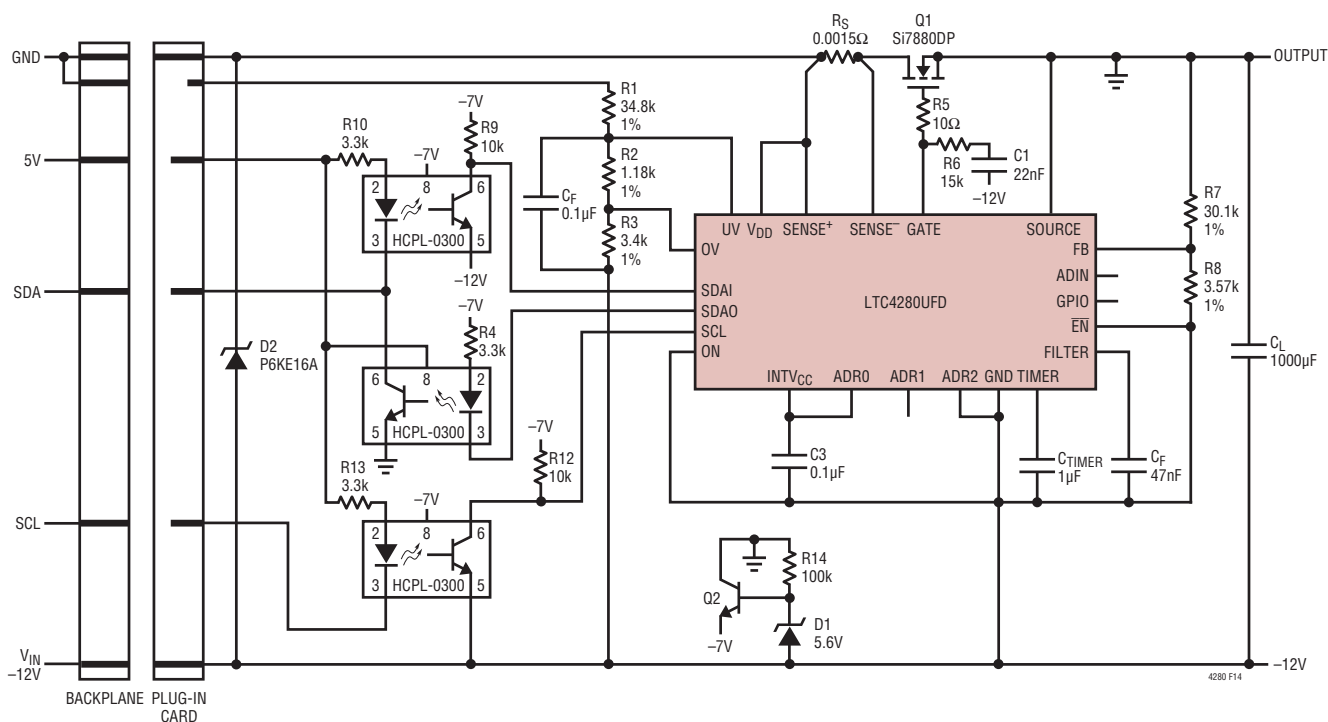 GND
5V
SDA
SCL
VIN
–12V
BACKPLANE
PLUG-IN
CARD
D2
P6KE16A
R10
3.3k
–7V
R9
10k
–7V
2
8
6
3
HCPL-0300
5
–12V
–7V
R4
3.3k
6
8
2
5
HCPL-0300
3
R13
3.3k
–7V
R12
10k
–7V
2
8
6
3
HCPL-0300
5
R1
34.8k
1%
R2
1.18k
1%
R3
3.4k
1%
CF
0.1µF
RS
0.0015Ω
Q1
Si7880DP
R5
10Ω
R6
15k
C1
22nF
–12V
OUTPUT
UV
VDD
SENSE+
SENSE–
GATE
SOURCE
OV
SDAI
SDAO
SCL
ON
LTC4280UFD
FB
ADIN
GPIO
EN
FILTER
INTVCC
ADR0
ADR1
ADR2
GND
TIMER
R7
30.1k
1%
R8
3.57k
1%
CL
1000µF
C3
0.1µF
CTIMER
1µF
CF
47nF
Q2
–7V
R14
100k
D1
5.6V
–12V
4280 F14